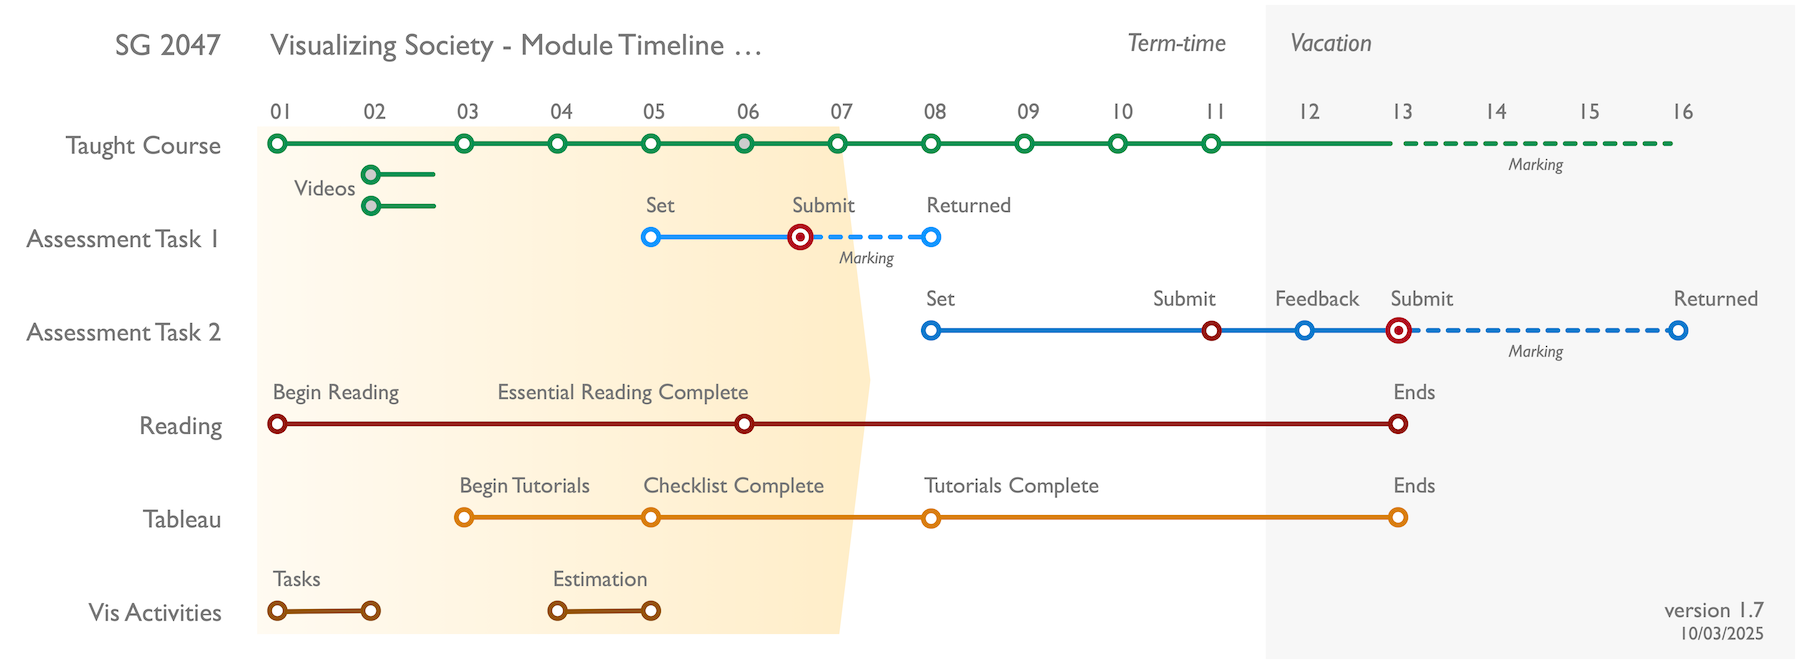 SG 2047 Visualizing Society - Module Timeline …
Term-time Vacation
01 02 03 04 05 06 07 08 09 10 11 12 13 14 15 16
Taught Course
Marking
Videos
Assessment Task 1
Set Submit Returned
Marking
Assessment Task 2
Set Submit Feedback Submit Returned
Marking
Reading
Begin Reading Essential Reading Complete Ends
Tableau
Begin Tutorials Checklist Complete Tutorials Complete Ends
Vis Activities
Tasks Estimation
version 1.7
10/03/2025